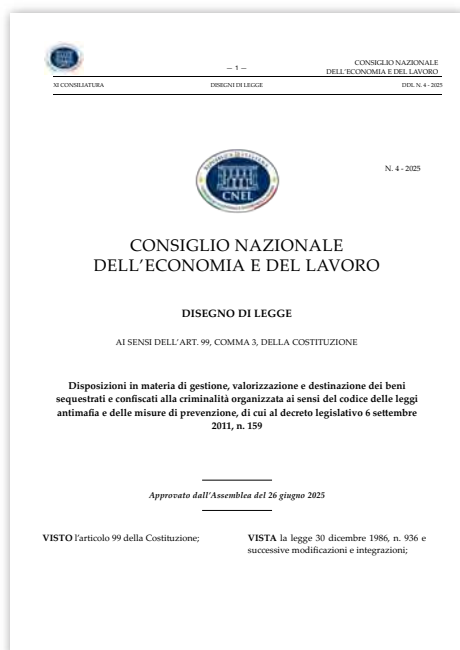 — 1 —
CONSIGLIO NAZIONALE
DELL'ECONOMIA E DEL LAVORO
XI CONSILIATURA DISEGNI DI LEGGE DDL N. 4 - 2025
N. 4 - 2025
CNEL
CONSIGLIO NAZIONALE
DELL'ECONOMIA E DEL LAVORO
DISEGNO DI LEGGE
AI SENSI DELL'ART. 99, COMMA 3, DELLA COSTITUZIONE
Disposizioni in materia di gestione, valorizzazione e destinazione dei beni
sequestrati e confiscati alla criminalità organizzata ai sensi del codice delle leggi
antimafia e delle misure di prevenzione, di cui al decreto legislativo 6 settembre
2011, n. 159
Approvato dall'Assemblea del 26 giugno 2025
VISTO l'articolo 99 della Costituzione;
VISTA la legge 30 dicembre 1986, n. 936 e
successive modificazioni e integrazioni;